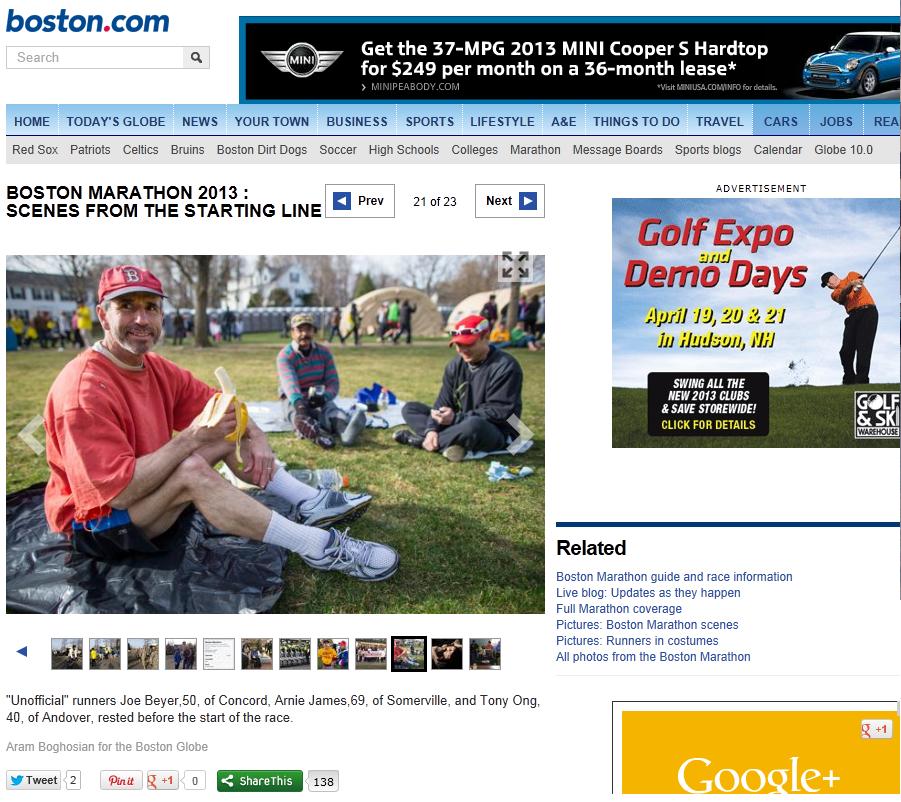 boston.com
Search
MINI
Get the 37-MPG 2013 MINI Cooper S Hardtop
for $249 per month on a 36-month lease*
MINIPEABODY.COM
*Visit MINIUSA.COM/INFO for details.
HOME TODAY'S GLOBE NEWS YOUR TOWN BUSINESS SPORTS LIFESTYLE A&E THINGS TO DO TRAVEL CARS JOBS REA
Red Sox Patriots Celtics Bruins Boston Dirt Dogs Soccer High Schools Colleges Marathon Message Boards Sports blogs Calendar Globe 10.0
BOSTON MARATHON 2013 :
SCENES FROM THE STARTING LINE
Prev
21 of 23
Next
B
ADVERTISEMENT
Golf Expo
and
Demo Days
April 19, 20 & 21
in Hudson, NH
SWING ALL THE
NEW 2013 CLUBS
& SAVE STOREWIDE!
CLICK FOR DETAILS
GOLF
& SKI
WAREHOUSE
Related
Boston Marathon guide and race information
Live blog: Updates as they happen
Full Marathon coverage
Pictures: Boston Marathon scenes
Pictures: Runners in costumes
All photos from the Boston Marathon
"Unofficial" runners Joe Beyer,50, of Concord, Arnie James,69, of Somerville, and Tony Ong,
40, of Andover, rested before the start of the race.
Aram Boghosian for the Boston Globe
Tweet 2 Pin it g +1 0 ShareThis 138
g +1
Google+